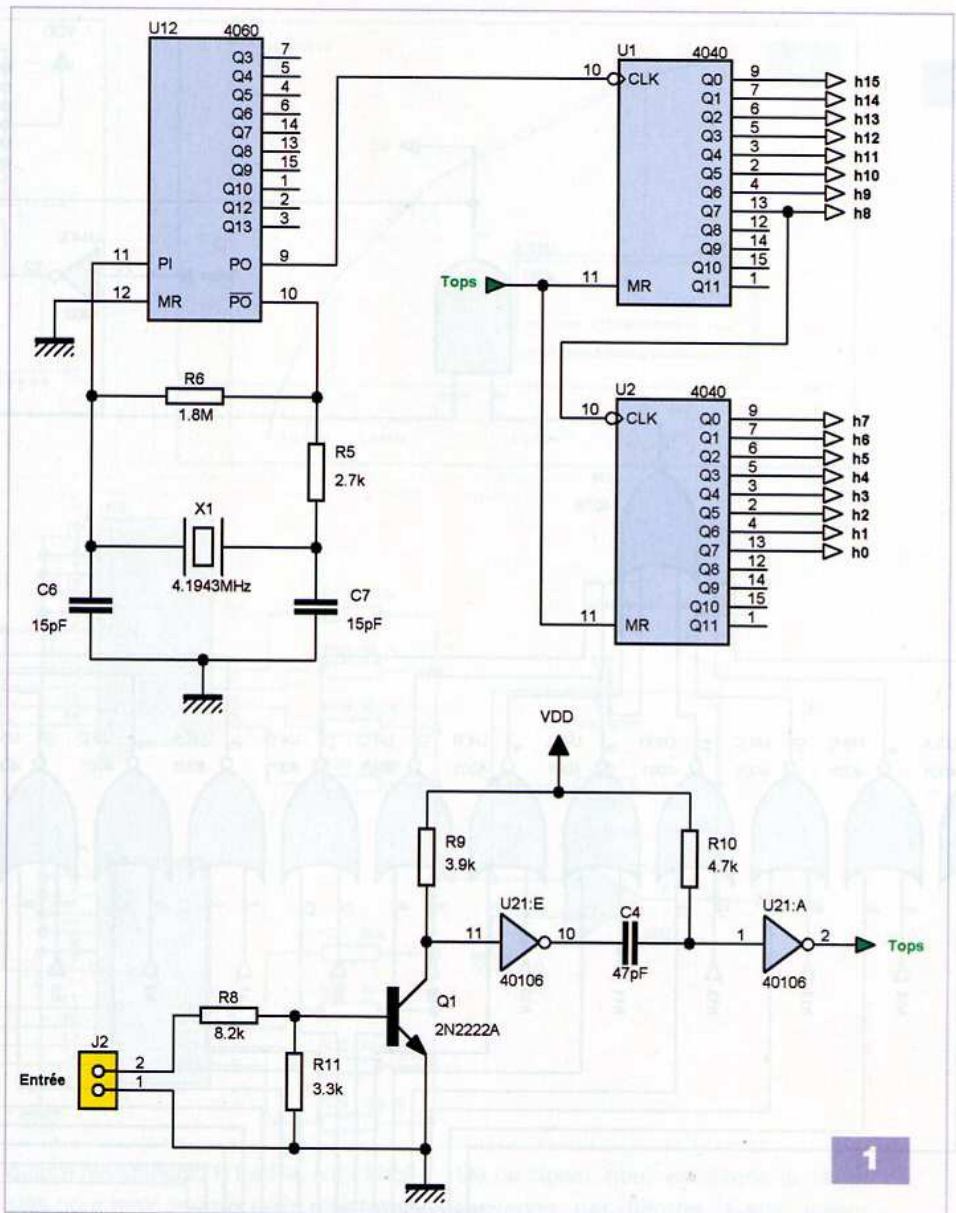 U12 4060
Q3 7
Q4 5
Q5 4
Q6 6
Q7 14
Q8 13
Q9 15
Q10 1
Q12 2
Q13 3
11 PI PO 9
12 MR PO 10
R6
1.8M
R5
2.7k
X1
4.1943MHz
C6
15pF
C7
15pF
U1 4040
10 CLK
Q0 9 h15
Q1 7 h14
Q2 6 h13
Q3 5 h12
Q4 3 h11
Q5 2 h10
Q6 4 h9
Q7 13 h8
Q8 12
Q9 14
Q10 15
Q11 1
Tops 11 MR
U2 4040
10 CLK
Q0 9 h7
Q1 7 h6
Q2 6 h5
Q3 5 h4
Q4 3 h3
Q5 2 h2
Q6 4 h1
Q7 13 h0
Q8 12
Q9 14
Q10 15
Q11 1
11 MR
VDD
R9
3.9k
R10
4.7k
U21:E
11 10
40106
C4
47pF
U21:A
1 2 Tops
40106
Q1
2N2222A
R8
8.2k
R11
3.3k
J2
Entrée
2
1
1